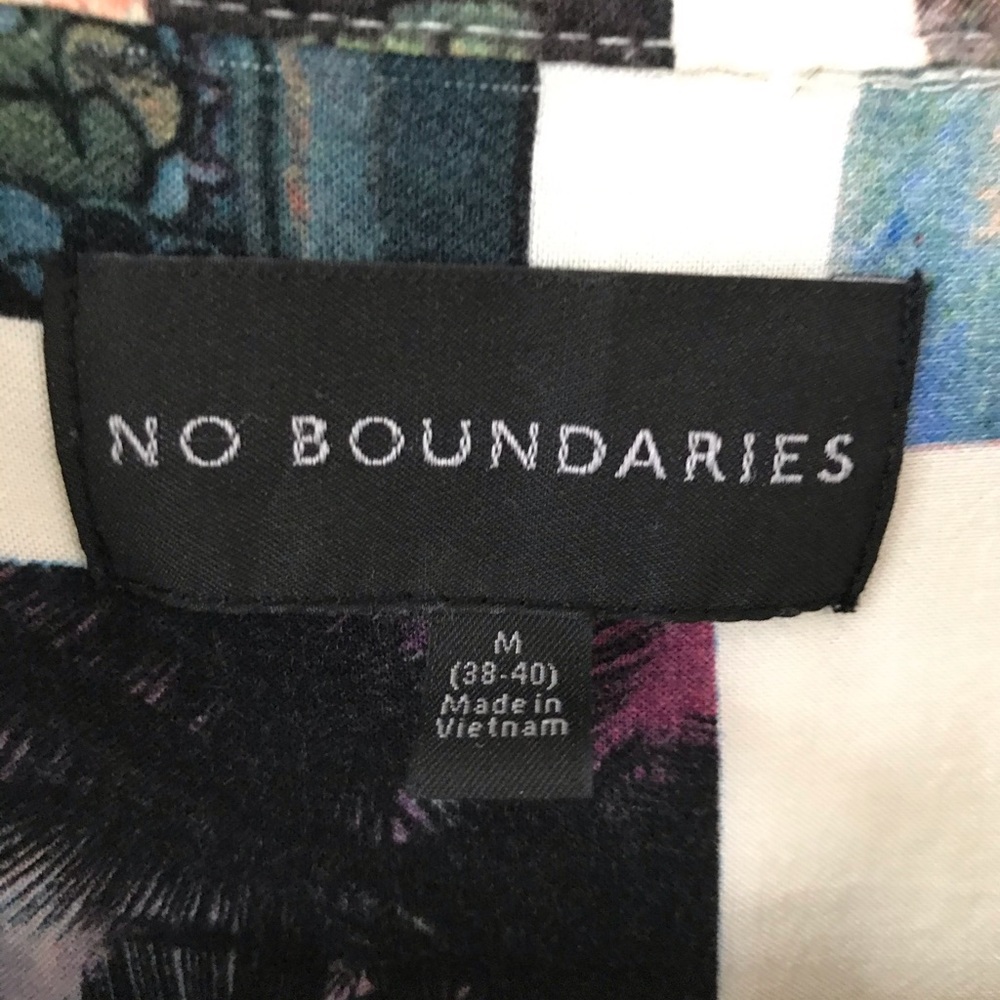 NO BOUNDARIES
M
(38-40)
Made in
Vietnam